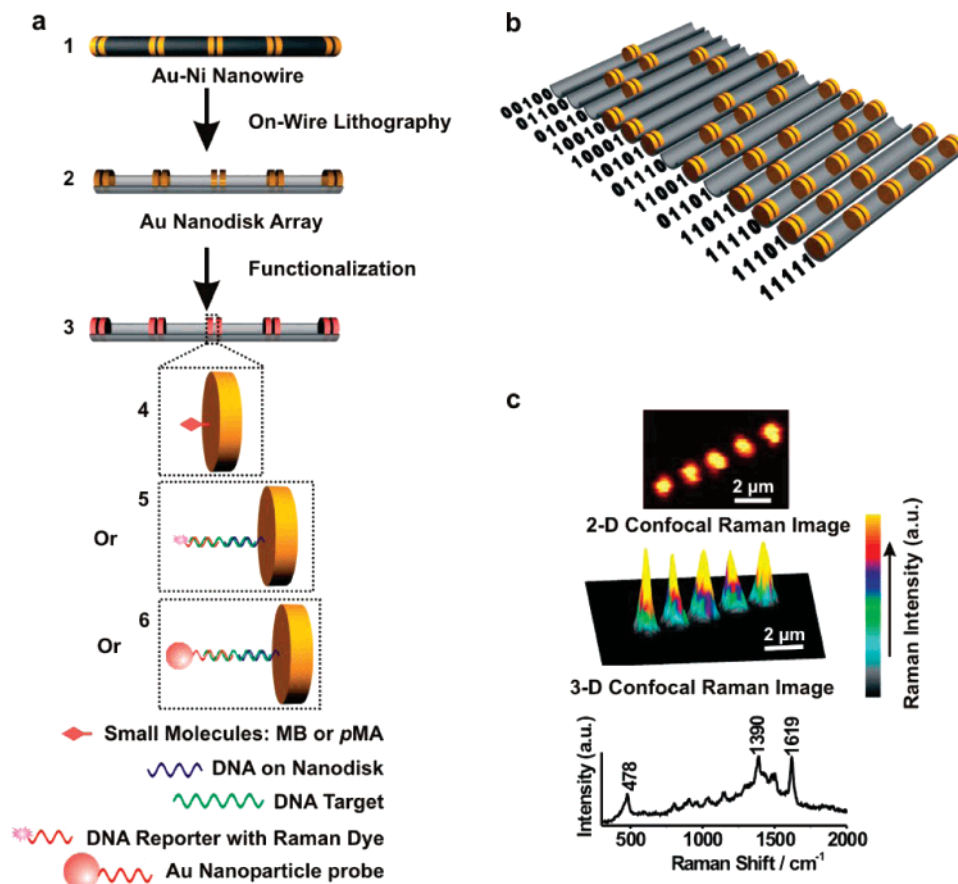 a
1
Au-Ni Nanowire
On-Wire Lithography
2
Au Nanodisk Array
Functionalization
3
4
5
Or
6
Or
Small Molecules: MB or pMA
DNA on Nanodisk
DNA Target
DNA Reporter with Raman Dye
Au Nanoparticle probe
b
00100
01100
01010
10010
10001
10101
01110
11001
01101
11011
11110
11101
11111
c
2 μm
2-D Confocal Raman Image
2 μm
3-D Confocal Raman Image
Raman Intensity (a.u.)
Intensity (a.u.)
478
1390
1619
500
1000
1500
2000
Raman Shift / cm-1